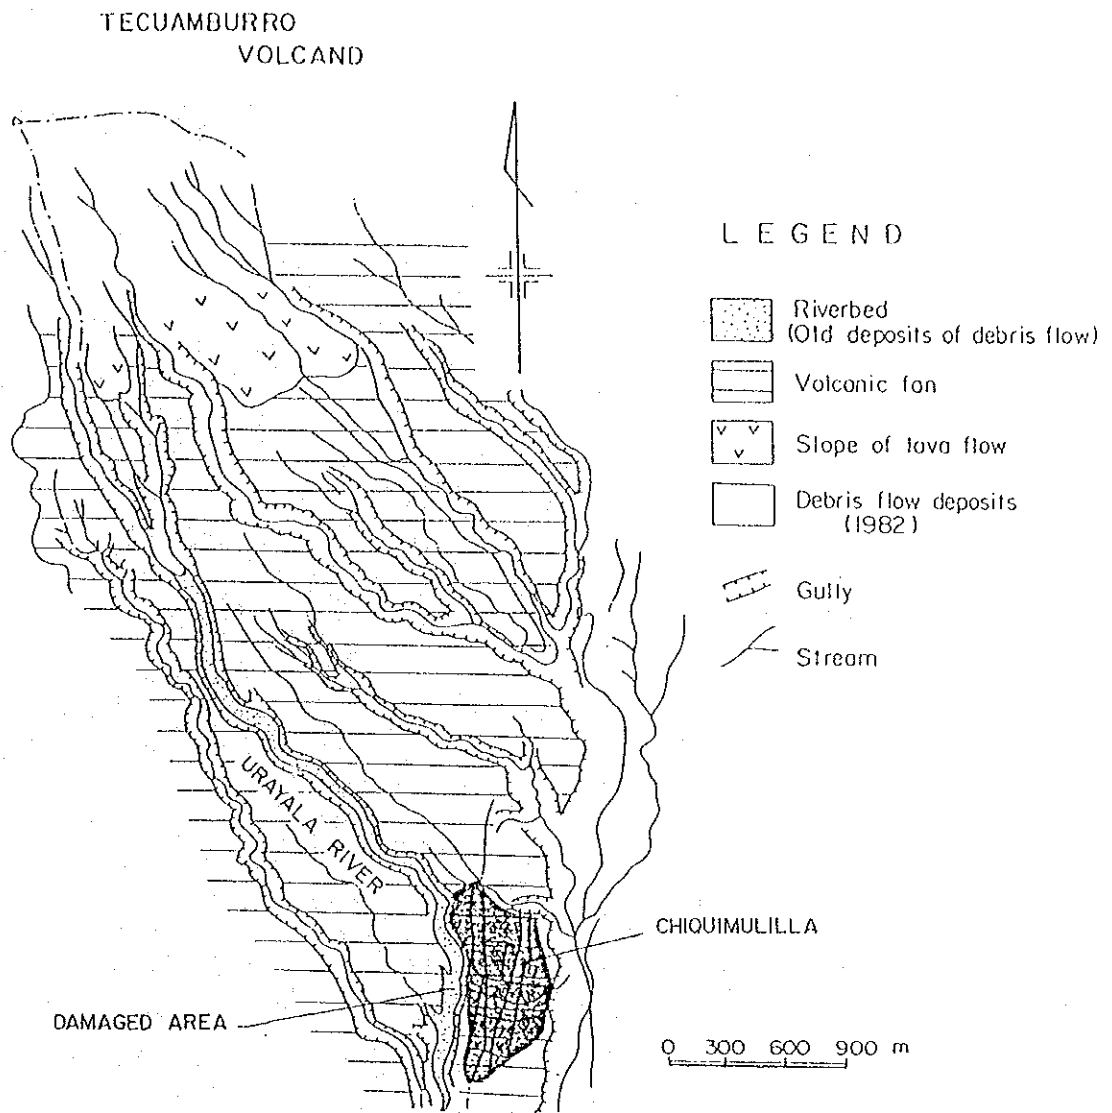 TECUAMBURRO
VOLCANO
LEGEND
Riverbed
(Old deposits of debris flow)
Volcanic fan
Slope of lava flow
Debris flow deposits
(1982)
Gully
Stream
URAYALA RIVER
CHIQUIMULILLA
DAMAGED AREA
0 300 600 900 m